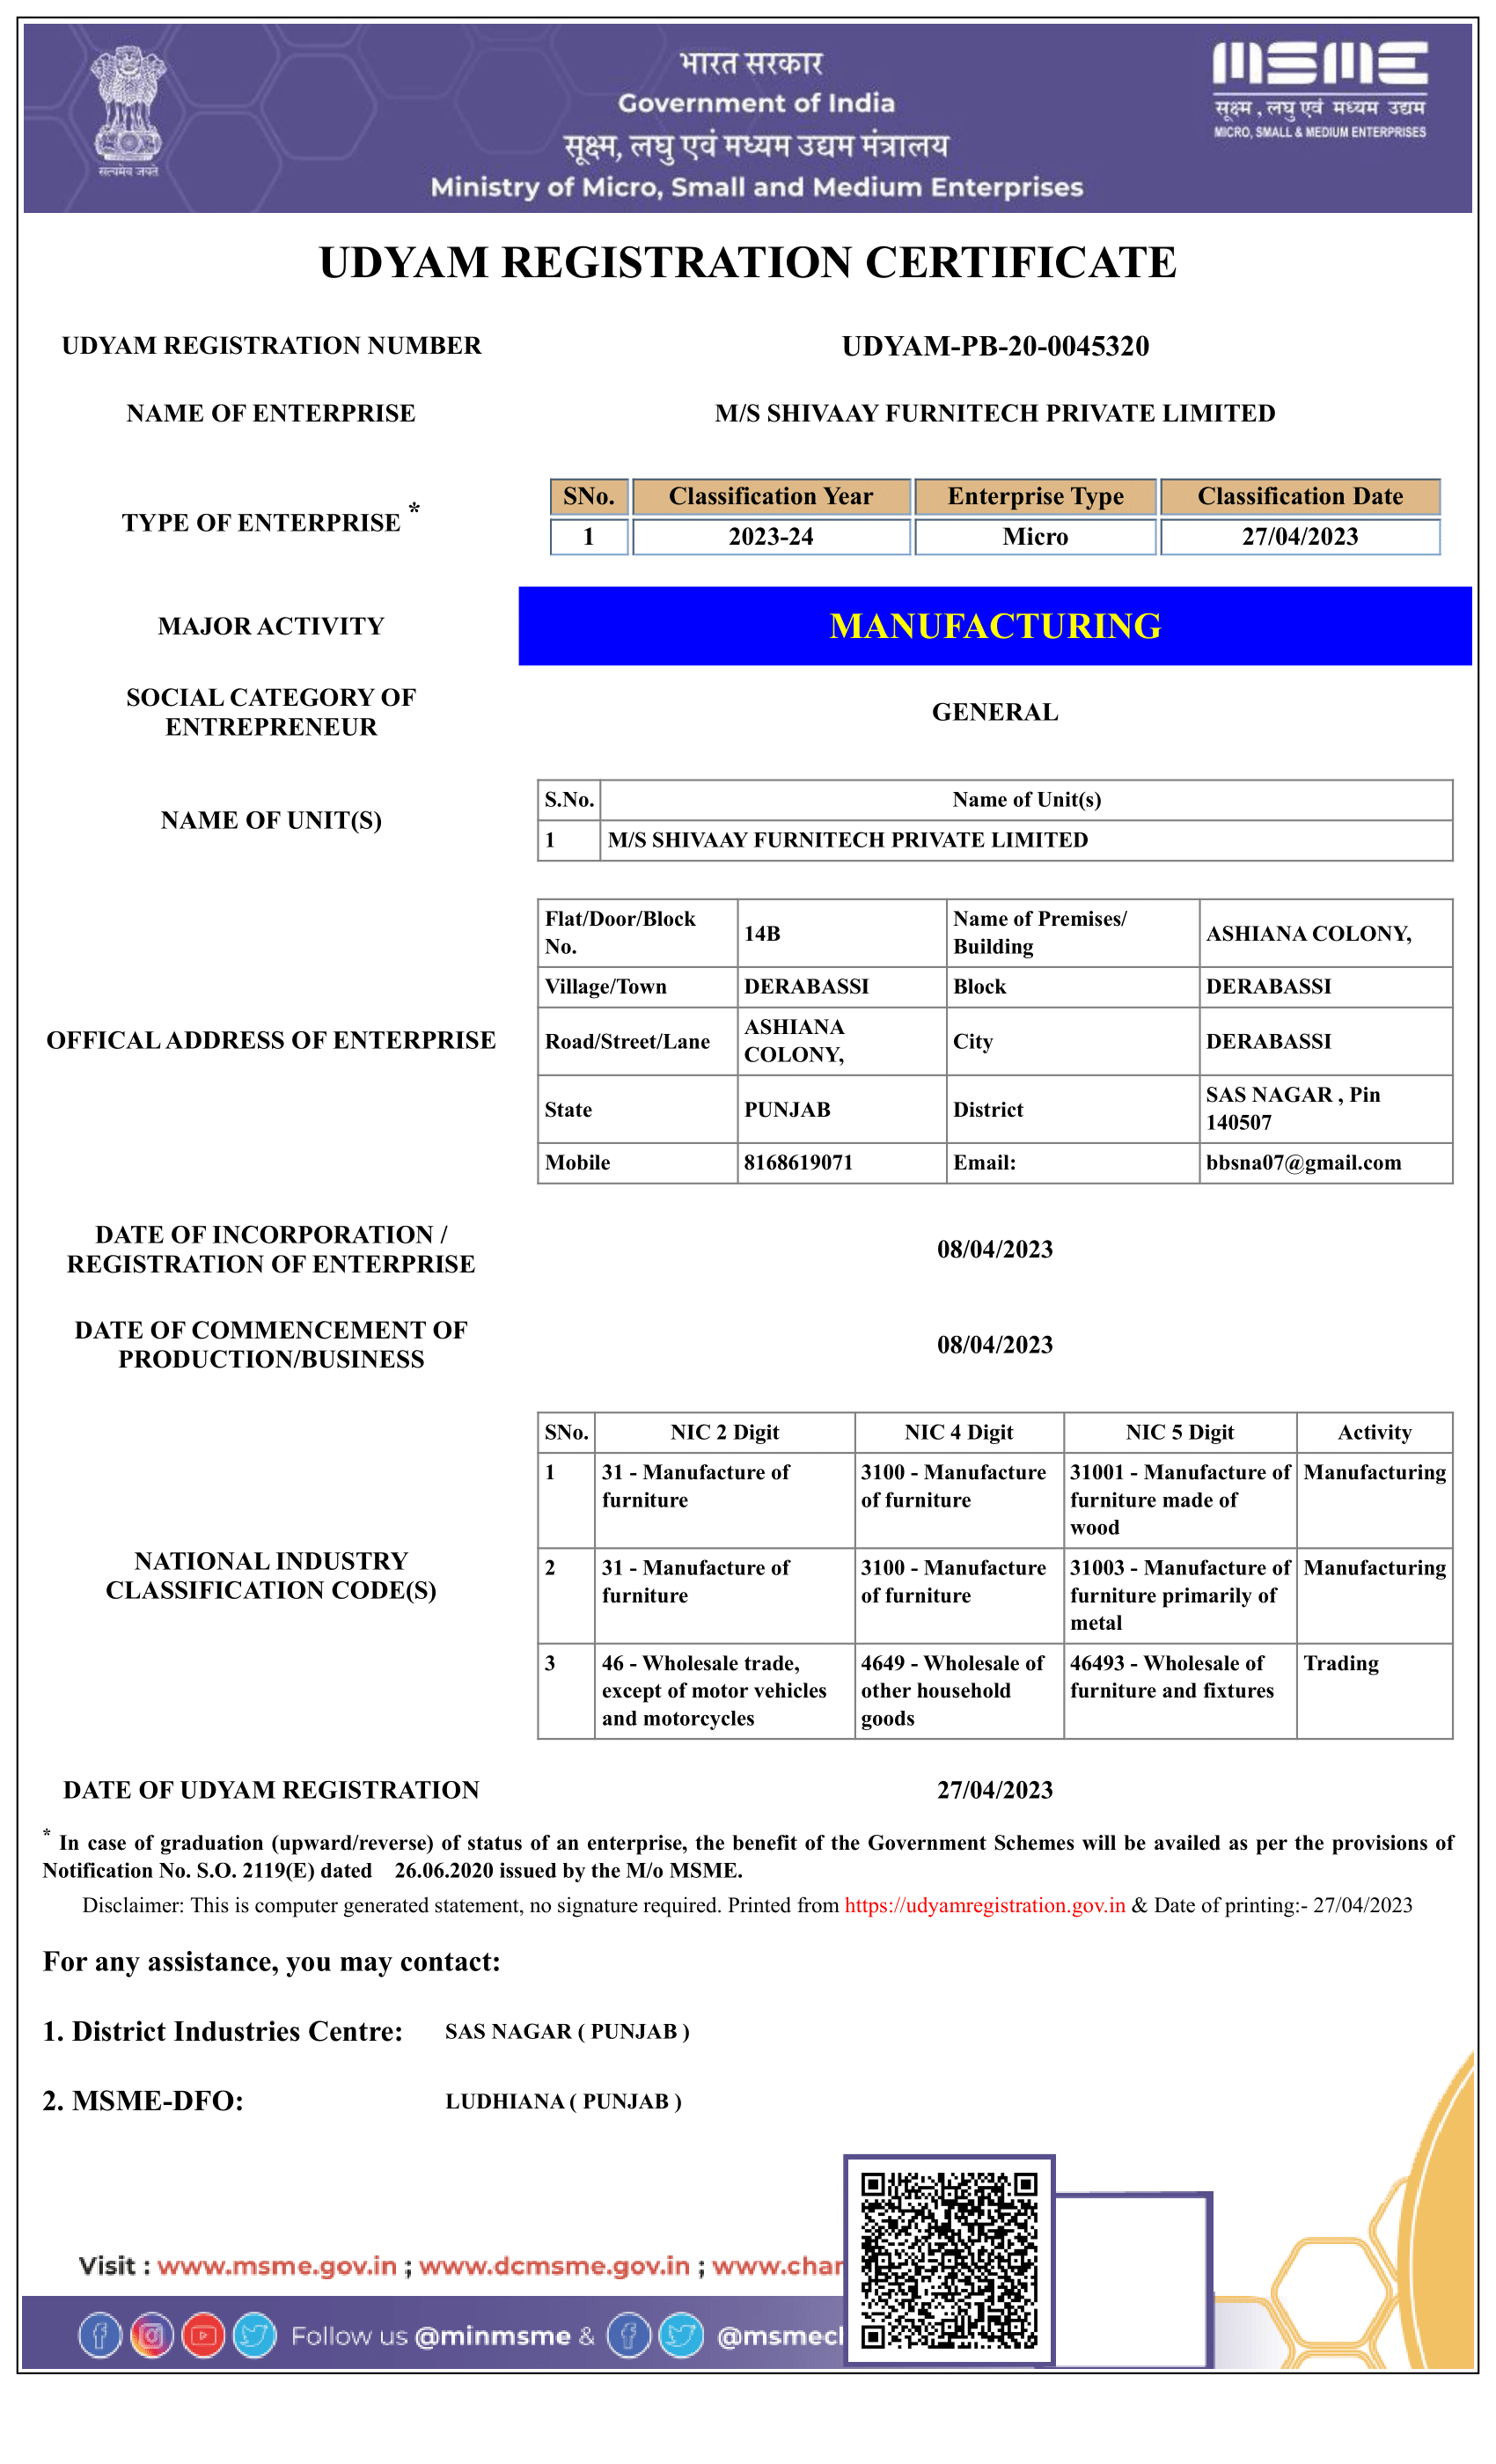 भारत सरकार
Government of India
सूक्ष्म, लघु एवं मध्यम उद्यम मंत्रालय
Ministry of Micro, Small and Medium Enterprises
सत्यमेव जयते
MSME
सूक्ष्म, लघु एवं मध्यम उद्यम
MICRO, SMALL & MEDIUM ENTERPRISES
UDYAM REGISTRATION CERTIFICATE
UDYAM REGISTRATION NUMBER UDYAM-PB-20-0045320
NAME OF ENTERPRISE M/S SHIVAAY FURNITECH PRIVATE LIMITED
TYPE OF ENTERPRISE *
SNo. Classification Year Enterprise Type Classification Date
1 2023-24 Micro 27/04/2023
MAJOR ACTIVITY MANUFACTURING
SOCIAL CATEGORY OF
ENTREPRENEUR
GENERAL
NAME OF UNIT(S)
S.No. Name of Unit(s)
1 M/S SHIVAAY FURNITECH PRIVATE LIMITED
OFFICAL ADDRESS OF ENTERPRISE
Flat/Door/Block
No.
14B
Name of Premises/
Building
ASHIANA COLONY,
Village/Town DERABASSI Block DERABASSI
Road/Street/Lane
ASHIANA
COLONY,
City DERABASSI
State PUNJAB District
SAS NAGAR , Pin
140507
Mobile 8168619071 Email: bbsna07@gmail.com
DATE OF INCORPORATION /
REGISTRATION OF ENTERPRISE
08/04/2023
DATE OF COMMENCEMENT OF
PRODUCTION/BUSINESS
08/04/2023
NATIONAL INDUSTRY
CLASSIFICATION CODE(S)
SNo. NIC 2 Digit NIC 4 Digit NIC 5 Digit Activity
1
31 - Manufacture of
furniture
3100 - Manufacture
of furniture
31001 - Manufacture of
furniture made of
wood
Manufacturing
2
31 - Manufacture of
furniture
3100 - Manufacture
of furniture
31003 - Manufacture of
furniture primarily of
metal
Manufacturing
3
46 - Wholesale trade,
except of motor vehicles
and motorcycles
4649 - Wholesale of
other household
goods
46493 - Wholesale of
furniture and fixtures
Trading
DATE OF UDYAM REGISTRATION 27/04/2023
* In case of graduation (upward/reverse) of status of an enterprise, the benefit of the Government Schemes will be availed as per the provisions of
Notification No. S.O. 2119(E) dated 26.06.2020 issued by the M/o MSME.
Disclaimer: This is computer generated statement, no signature required. Printed from https://udyamregistration.gov.in & Date of printing:- 27/04/2023
For any assistance, you may contact:
1. District Industries Centre: SAS NAGAR ( PUNJAB )
2. MSME-DFO: LUDHIANA ( PUNJAB )
Visit : www.msme.gov.in ; www.dcmsme.gov.in ; www.char
Follow us @minmsme & @msmecl